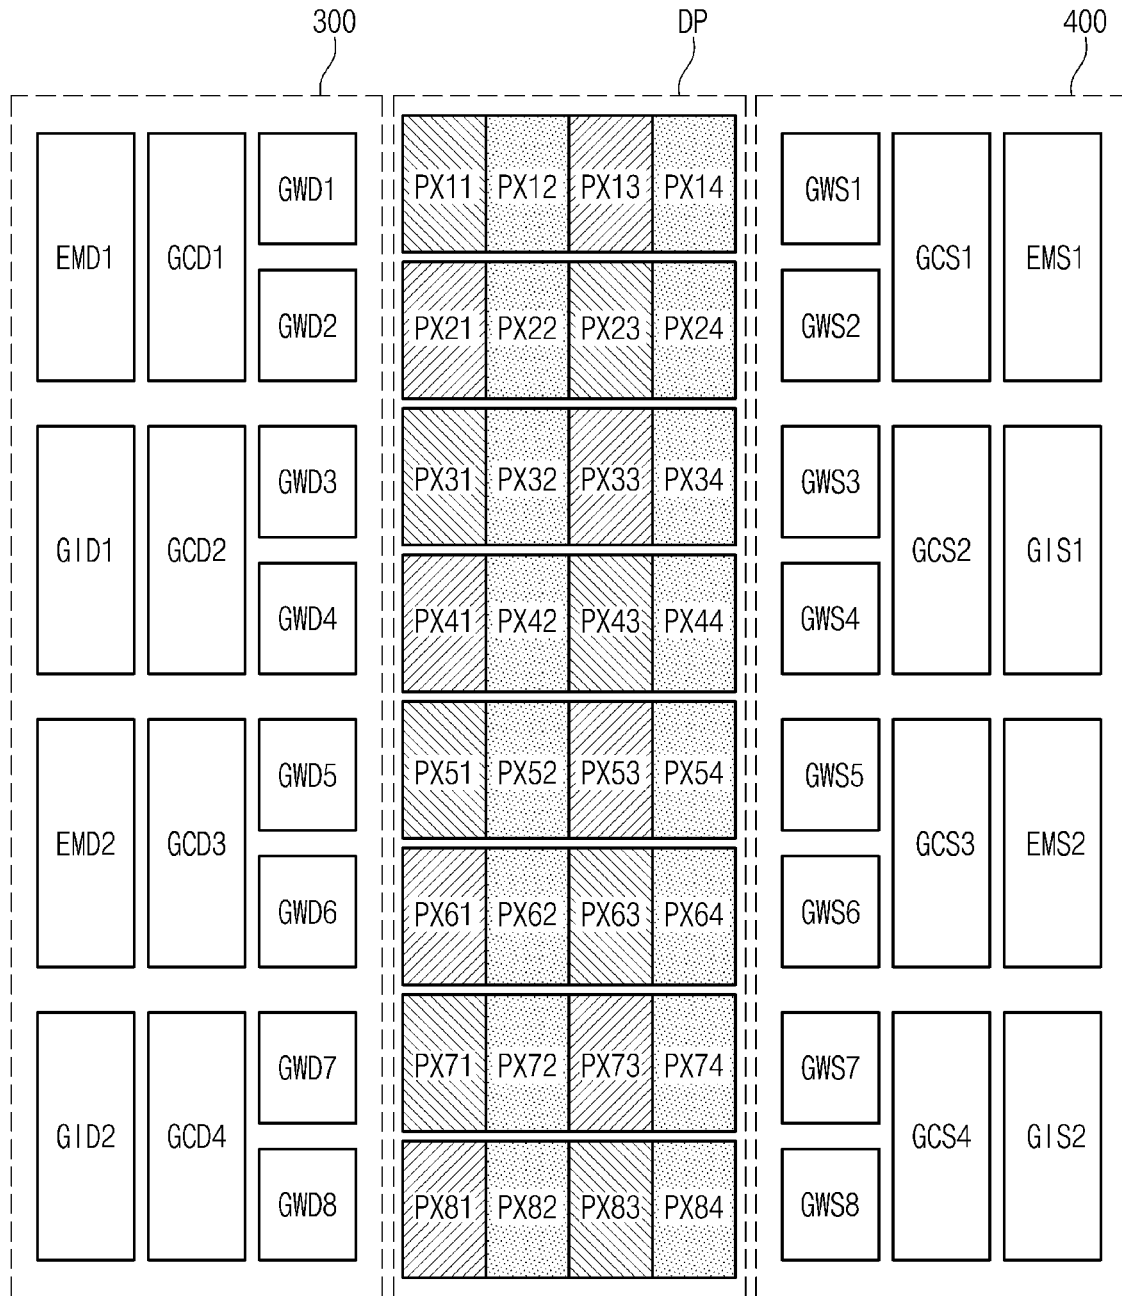 300 DP 400
GWD1 PX11 PX12 PX13 PX14 GWS1
EMD1 GCD1 GCS1 EMS1
GWD2 PX21 PX22 PX23 PX24 GWS2
GWD3 PX31 PX32 PX33 PX34 GWS3
GID1 GCD2 GCS2 GIS1
GWD4 PX41 PX42 PX43 PX44 GWS4
GWD5 PX51 PX52 PX53 PX54 GWS5
EMD2 GCD3 GCS3 EMS2
GWD6 PX61 PX62 PX63 PX64 GWS6
GWD7 PX71 PX72 PX73 PX74 GWS7
GID2 GCD4 GCS4 GIS2
GWD8 PX81 PX82 PX83 PX84 GWS8